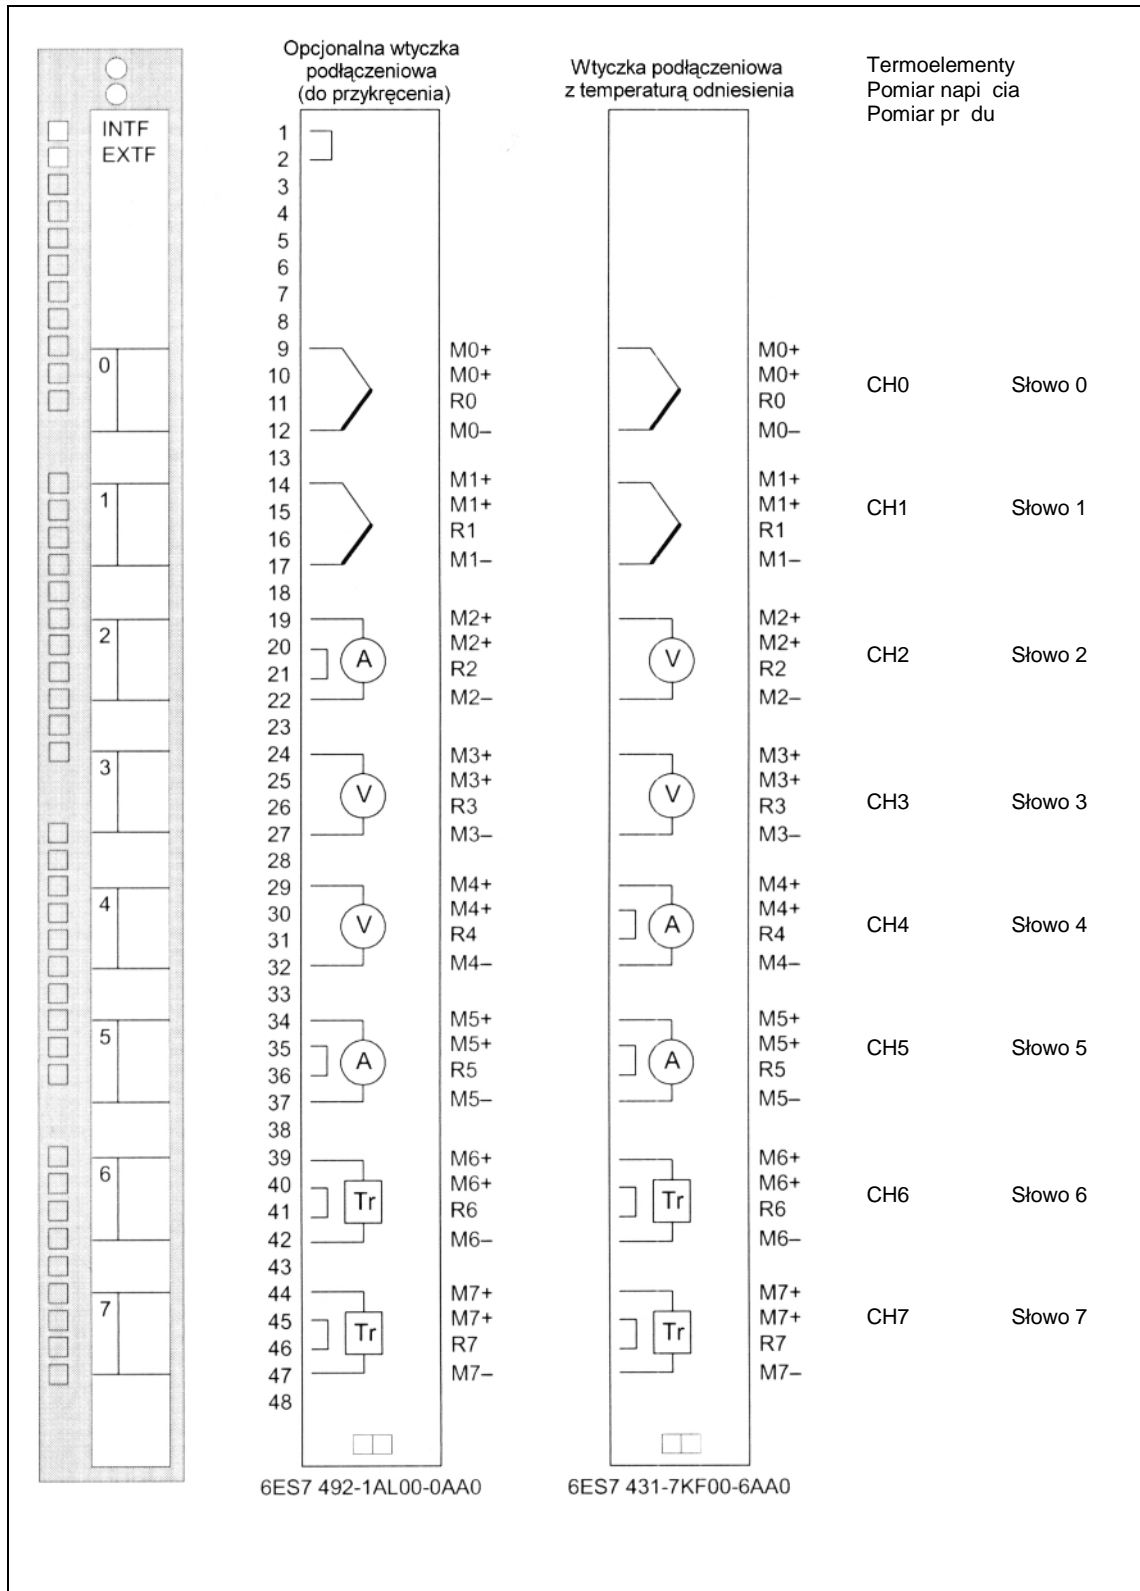 Opcjonalna wtyczka
podłączeniowa
(do przykręcenia)
Wtyczka podłączeniowa
z temperaturą odniesienia
Termoelementy
Pomiar napi cia
Pomiar pr du
INTF
EXTF
1
2
3
4
5
6
7
8
0
9 M0+ M0+
10 M0+ M0+
11 R0 R0
12 M0– M0–
CH0 Słowo 0
13
1
14 M1+ M1+
15 M1+ M1+
16 R1 R1
17 M1– M1–
CH1 Słowo 1
18
2
19 M2+ M2+
20 M2+ M2+
A V
21 R2 R2
22 M2– M2–
CH2 Słowo 2
23
3
24 M3+ M3+
25 M3+ M3+
V V
26 R3 R3
27 M3– M3–
CH3 Słowo 3
28
4
29 M4+ M4+
30 M4+ M4+
V A
31 R4 R4
32 M4– M4–
CH4 Słowo 4
33
5
34 M5+ M5+
35 M5+ M5+
A A
36 R5 R5
37 M5– M5–
CH5 Słowo 5
38
6
39 M6+ M6+
40 M6+ M6+
Tr Tr
41 R6 R6
42 M6– M6–
CH6 Słowo 6
43
7
44 M7+ M7+
45 M7+ M7+
Tr Tr
46 R7 R7
47 M7– M7–
CH7 Słowo 7
48
6ES7 492-1AL00-0AA0
6ES7 431-7KF00-6AA0